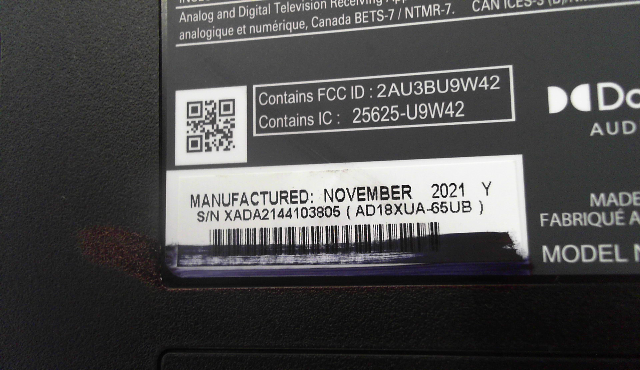 Analog and Digital Television Receiving
analogique et numérique, Canada BETS-7 / NTMR-7. CAN ICES-3
Contains FCC ID : 2AU3BU9W42
Contains IC : 25625-U9W42
AUD
MANUFACTURED: NOVEMBER 2021 Y
S/N XADA2144103805 ( AD18XUA-65UB )
MADE
FABRIQUÉ A
MODEL N